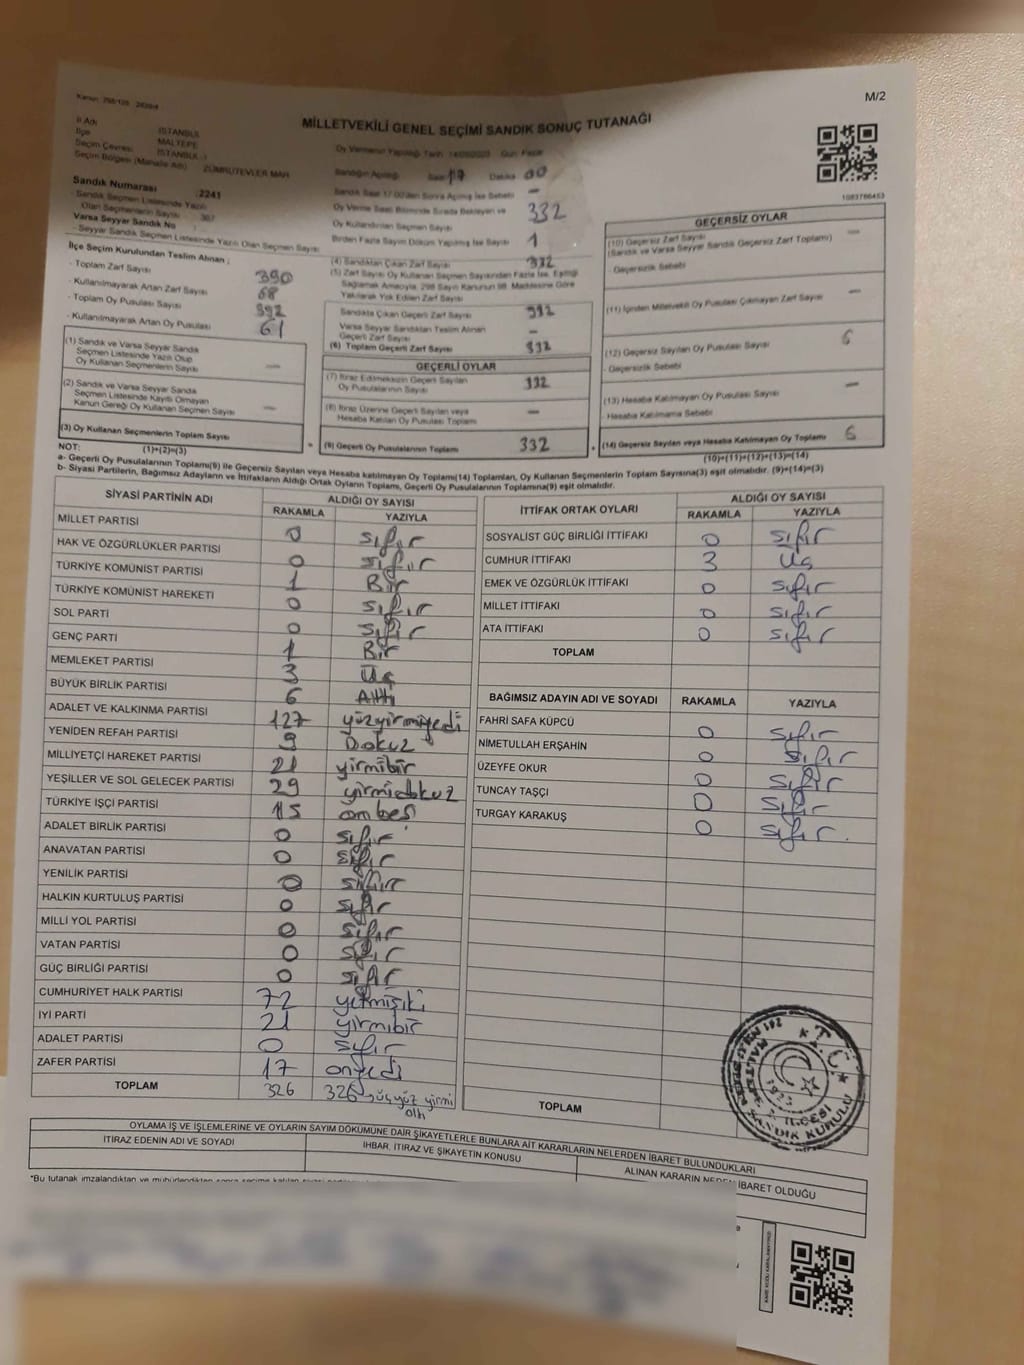 Kanun: 298/105 2839/4
M/2
MİLLETVEKİLİ GENEL SEÇİMİ SANDIK SONUÇ TUTANAĞI
İl Adı İSTANBUL
İlçe MALTEPE
Seçim Çevresi İSTANBUL-1
Seçim Bölgesi (Mahalle Adı) ZÜMRÜTEVLER MAH.
Sandık Numarası : 2241
Sandık Seçmen Listesinde Yazılı
Olan Seçmenlerin Sayısı : 387
Varsa Seyyar Sandık No
- Seyyar Sandık Seçmen Listesinde Yazılı Olan Seçmen Sayısı
İlçe Seçim Kurulundan Teslim Alınan ;
- Toplam Zarf Sayısı 390
- Kullanılmayarak Artan Zarf Sayısı 68
- Toplam Oy Pusulası Sayısı 392
- Kullanılmayarak Artan Oy Pusulası 61
(1) Sandık ve Varsa Seyyar Sandık
Seçmen Listesinde Yazılı Olup
Oy Kullanan Seçmenlerin Sayısı —
(2) Sandık ve Varsa Seyyar Sandık
Seçmen Listesinde Kayıtlı Olmayan
Kanun Gereği Oy Kullanan Seçmen Sayısı —
(3) Oy Kullanan Seçmenlerin Toplam Sayısı
(1)+(2)=(3)
Oy Vermenin Yapıldığı Tarih: 14/05/2023 Gün: Pazar
Sandığın Açıldığı Saat 17 Dakika 00
Sandık Saat 17:00'den Sonra Açılmış İse Sebebi —
Oy Verme Saati Bitiminde Sırada Bekleyen ve
Oy Kullandırılan Seçmen Sayısı 332
Birden Fazla Sayım Döküm Yapılmış İse Sayısı 1
(4) Sandıktan Çıkan Zarf Sayısı 332
(5) Zarf Sayısı Oy Kullanan Seçmen Sayısından Fazla İse, Eşitliği
Sağlamak Amacıyla, 298 Sayılı Kanunun 98. Maddesine Göre
Yakılarak Yok Edilen Zarf Sayısı
Sandıkta Çıkan Geçerli Zarf Sayısı 332
Varsa Seyyar Sandıktan Teslim Alınan
Geçerli Zarf Sayısı —
(6) Toplam Geçerli Zarf Sayısı 332
GEÇERLİ OYLAR
(7) İtiraz Edilmeksizin Geçerli Sayılan
Oy Pusulalarının Sayısı 332
(8) İtiraz Üzerine Geçerli Sayılan veya
Hesaba Katılan Oy Pusulaları Toplamı —
= (9) Geçerli Oy Pusulalarının Toplamı 332
1083766453
GEÇERSİZ OYLAR
(10) Geçersiz Zarf Sayısı —
(Sandık ve Varsa Seyyar Sandık Geçersiz Zarf Toplamı)
- Geçersizlik Sebebi
(11) İçinden Milletvekili Oy Pusulası Çıkmayan Zarf Sayısı —
(12) Geçersiz Sayılan Oy Pusulası Sayısı 6
- Geçersizlik Sebebi
(13) Hesaba Katılmayan Oy Pusulası Sayısı —
- Hesaba Katılmama Sebebi
+ (14) Geçersiz Sayılan veya Hesaba Katılmayan Oy Toplamı 6
(10)+(11)+(12)+(13)=(14)
NOT:
a- Geçerli Oy Pusulalarının Toplamı(9) ile Geçersiz Sayılan veya Hesaba katılmayan Oy Toplamı(14) Toplamları, Oy Kullanan Seçmenlerin Toplam Sayısına(3) eşit olmalıdır. (9)+(14)=(3)
b- Siyasi Partilerin, Bağımsız Adayların ve İttifakların Aldığı Ortak Oyların Toplamı, Geçerli Oy Pusulalarının Toplamına(9) eşit olmalıdır.
SİYASİ PARTİNİN ADI ALDIĞI OY SAYISI
RAKAMLA YAZIYLA
MİLLET PARTİSİ 0 sıfır
HAK VE ÖZGÜRLÜKLER PARTİSİ 0 sıfır
TÜRKİYE KOMÜNİST PARTİSİ 1 Bir
TÜRKİYE KOMÜNİST HAREKETİ 0 sıfır
SOL PARTİ 0 sıfır
GENÇ PARTİ 1 Bir
MEMLEKET PARTİSİ 3 Üç
BÜYÜK BİRLİK PARTİSİ 6 Altı
ADALET VE KALKINMA PARTİSİ 127 yüzyirmiyedi
YENİDEN REFAH PARTİSİ 9 Dokuz
MİLLİYETÇİ HAREKET PARTİSİ 21 yirmibir
YEŞİLLER VE SOL GELECEK PARTİSİ 29 yirmidokuz
TÜRKİYE İŞÇİ PARTİSİ 15 onbeş
ADALET BİRLİK PARTİSİ 0 sıfır
ANAVATAN PARTİSİ 0 sıfır
YENİLİK PARTİSİ 0 sıfır
HALKIN KURTULUŞ PARTİSİ 0 sıfır
MİLLİ YOL PARTİSİ 0 sıfır
VATAN PARTİSİ 0 sıfır
GÜÇ BİRLİĞİ PARTİSİ 0 sıfır
CUMHURİYET HALK PARTİSİ 72 yetmişiki
İYİ PARTİ 21 yirmibir
ADALET PARTİSİ 0 sıfır
ZAFER PARTİSİ 17 onyedi
TOPLAM 326 326 üçyüz yirmi
altı
İTTİFAK ORTAK OYLARI ALDIĞI OY SAYISI
RAKAMLA YAZIYLA
SOSYALİST GÜÇ BİRLİĞİ İTTİFAKI 0 sıfır
CUMHUR İTTİFAKI 3 Üç
EMEK VE ÖZGÜRLÜK İTTİFAKI 0 sıfır
MİLLET İTTİFAKI 0 sıfır
ATA İTTİFAKI 0 sıfır
TOPLAM
BAĞIMSIZ ADAYIN ADI VE SOYADI RAKAMLA YAZIYLA
FAHRİ SAFA KÜPCÜ 0 sıfır
NİMETULLAH ERŞAHİN 0 sıfır
ÜZEYFE OKUR 0 sıfır
TUNCAY TAŞÇI 0 sıfır
TURGAY KARAKUŞ 0 sıfır.
TOPLAM
T.C.
MALTEPE 2. İLÇESİ
SANDIK KURULU
1923
OYLAMA İŞ VE İŞLEMLERİNE VE OYLARIN SAYIM DÖKÜMÜNE DAİR ŞİKAYETLERLE BUNLARA AİT KARARLARIN NELERDEN İBARET BULUNDUKLARI
İTİRAZ EDENİN ADI VE SOYADI İHBAR, İTİRAZ VE ŞİKAYETİN KONUSU ALINAN KARARIN NEDEN İBARET OLDUĞU
*Bu tutanak imzalandıktan ve mühürlendikten sonra seçime katılan